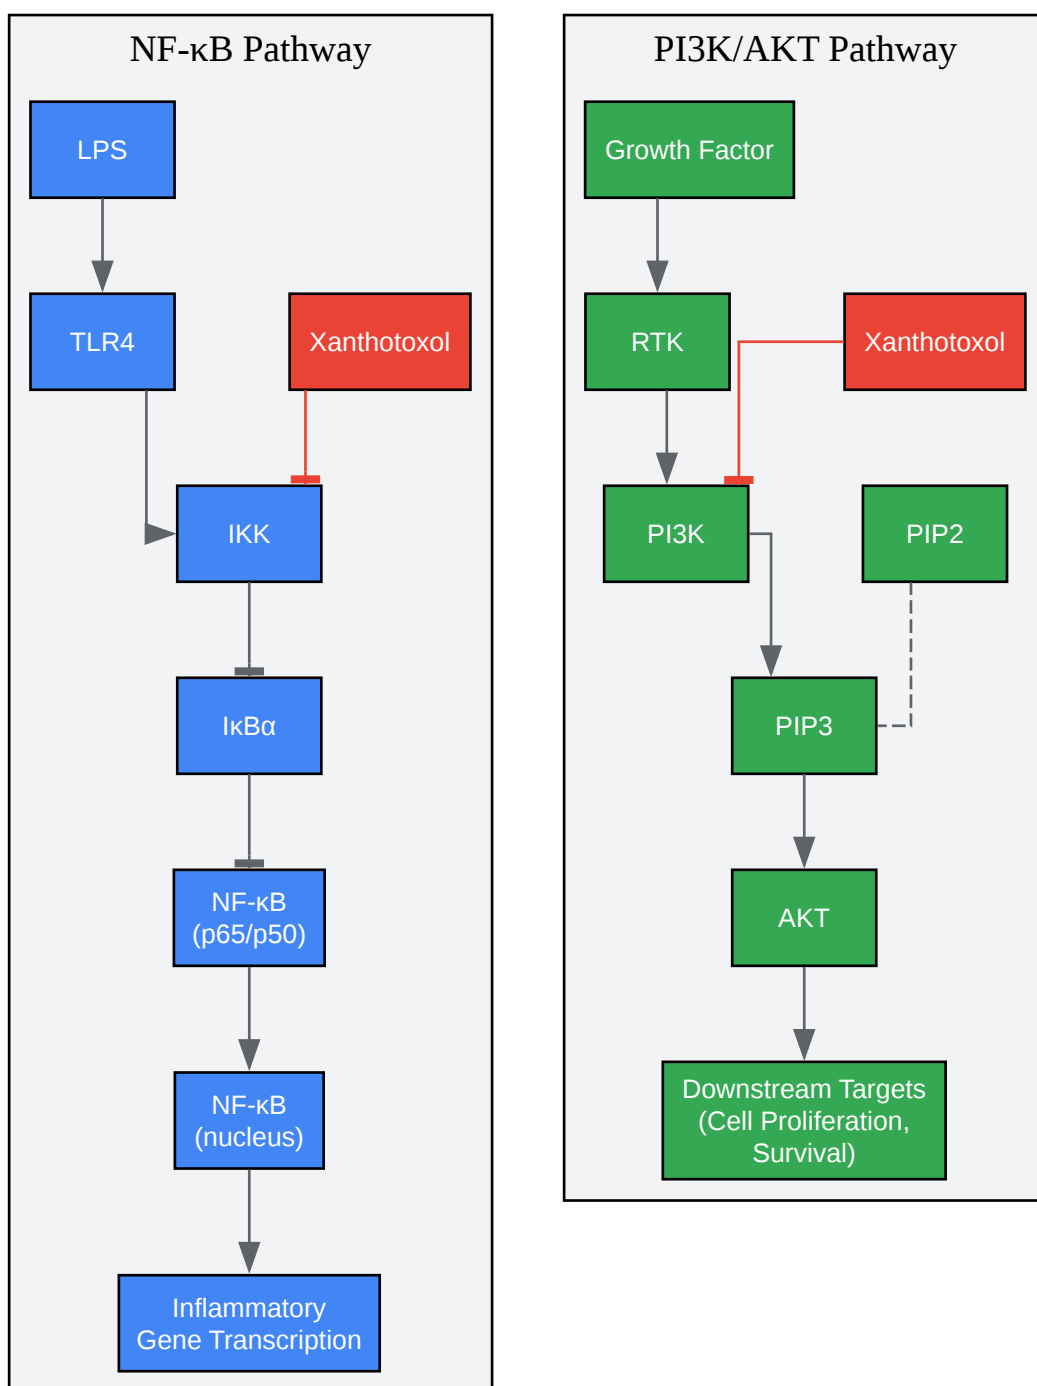 NF-κB Pathway
LPS
TLR4
Xanthotoxol
IKK
IκBα
NF-κB
(p65/p50)
NF-κB
(nucleus)
Inflammatory
Gene Transcription
PI3K/AKT Pathway
Growth Factor
RTK
Xanthotoxol
PI3K
PIP2
PIP3
AKT
Downstream Targets
(Cell Proliferation,
Survival)